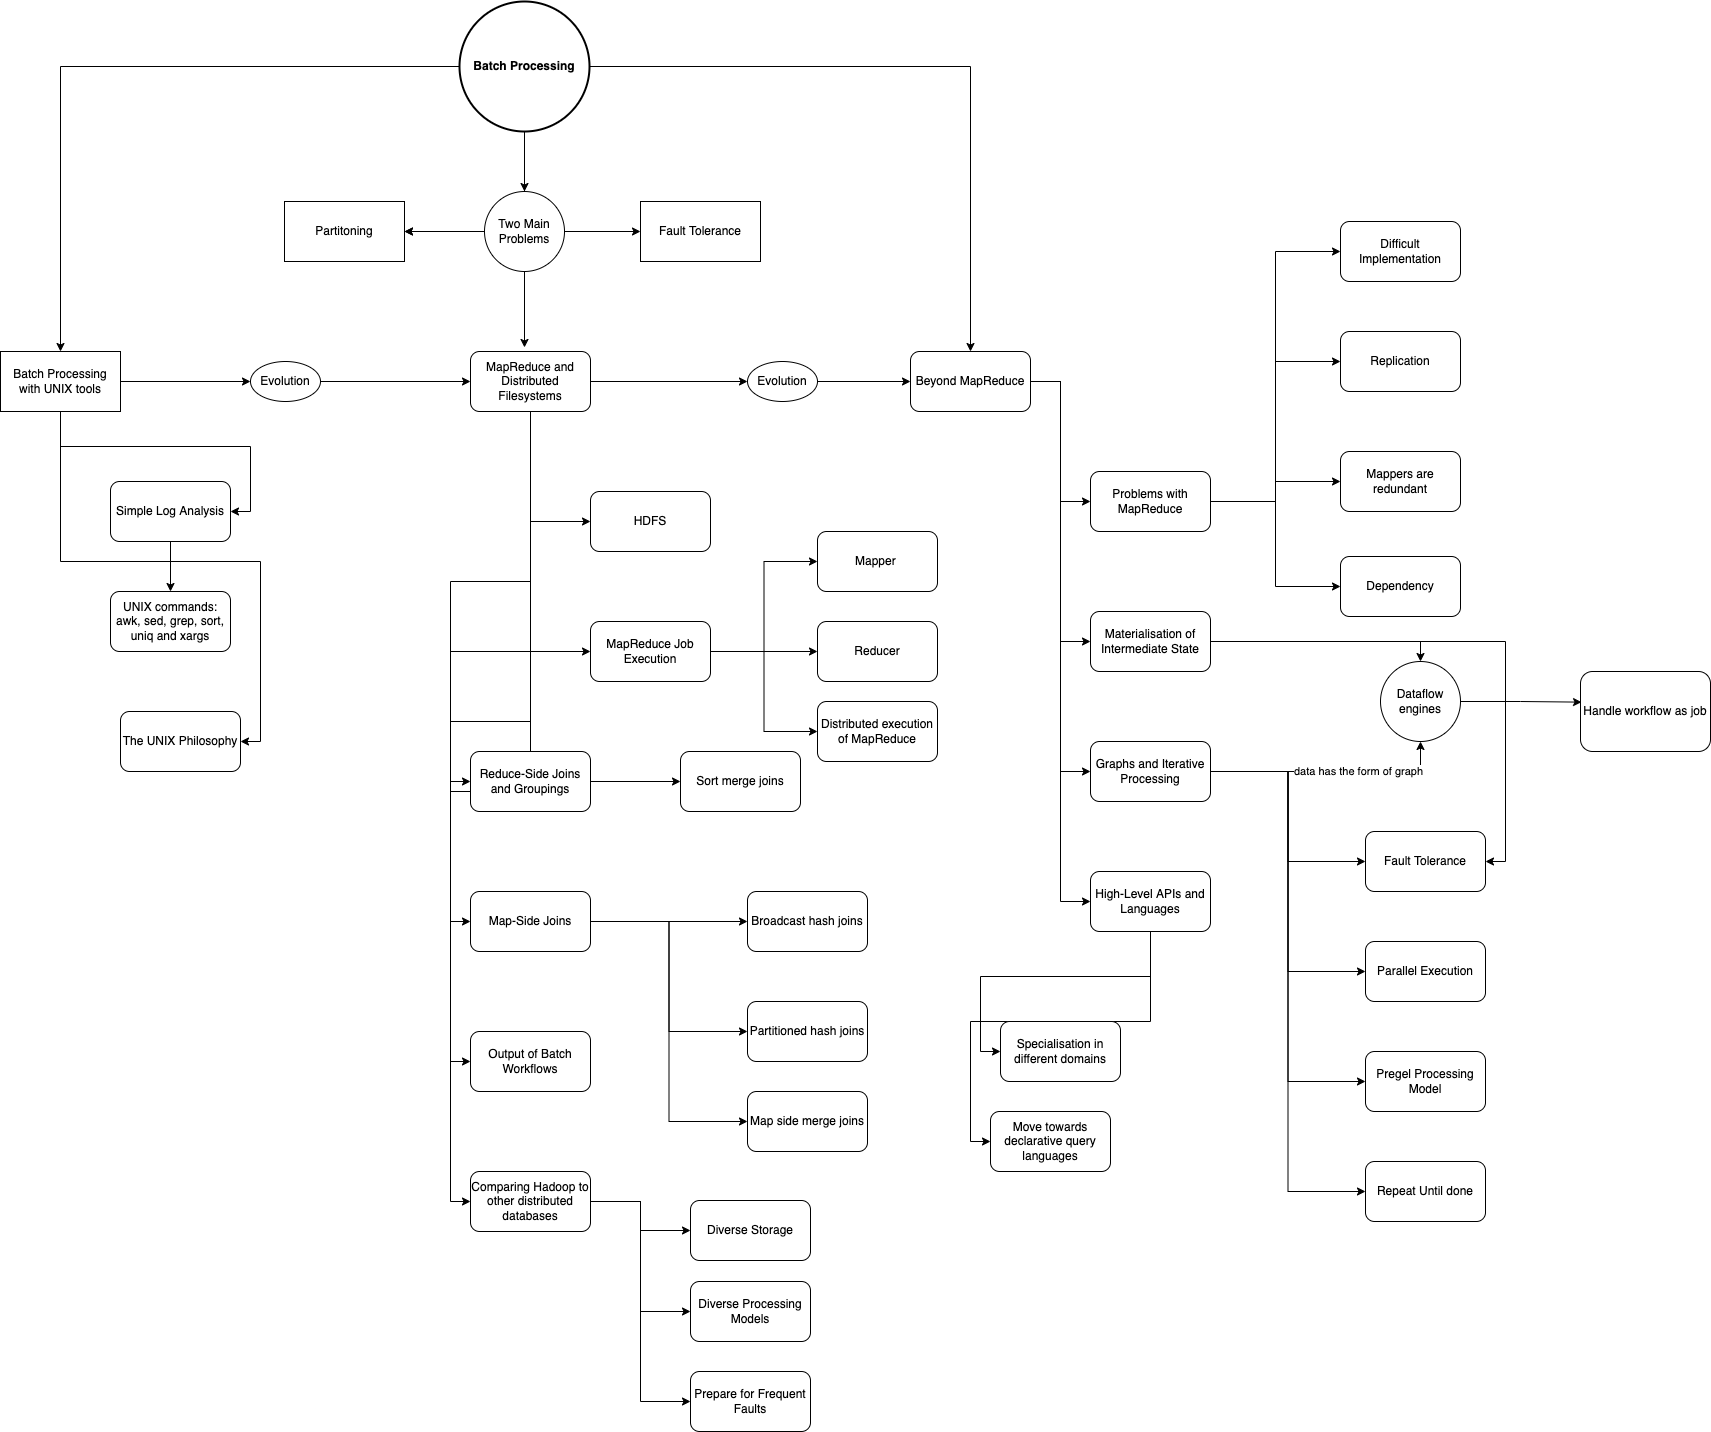 Batch Processing
Two Main
Problems
Partitoning
Fault Tolerance
Batch Processing
with UNIX tools
Evolution
MapReduce and
Distributed
Filesystems
Evolution
Beyond MapReduce
Simple Log Analysis
UNIX commands:
awk, sed, grep, sort,
uniq and xargs
The UNIX Philosophy
HDFS
MapReduce Job
Execution
Mapper
Reducer
Distributed execution
of MapReduce
Reduce-Side Joins
and Groupings
Sort merge joins
Map-Side Joins
Broadcast hash joins
Partitioned hash joins
Map side merge joins
Output of Batch
Workflows
Comparing Hadoop to
other distributed
databases
Diverse Storage
Diverse Processing
Models
Prepare for Frequent
Faults
Problems with
MapReduce
Difficult
Implementation
Replication
Mappers are
redundant
Dependency
Materialisation of
Intermediate State
Dataflow
engines
Handle workflow as job
Graphs and Iterative
Processing
data has the form of graph
Fault Tolerance
Parallel Execution
Pregel Processing
Model
Repeat Until done
High-Level APIs and
Languages
Specialisation in
different domains
Move towards
declarative query
languages